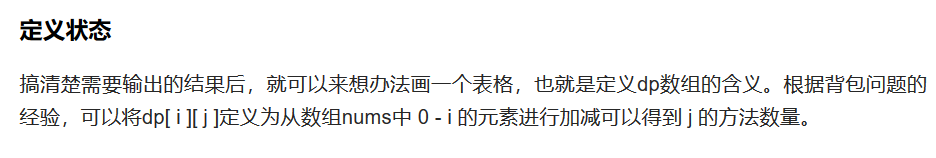 定义状态
搞清楚需要输出的结果后，就可以来想办法画一个表格，也就是定义dp数组的含义。根据背包问题的
经验，可以将dp[ i ][ j ]定义为从数组nums中 0 - i 的元素进行加减可以得到 j 的方法数量。